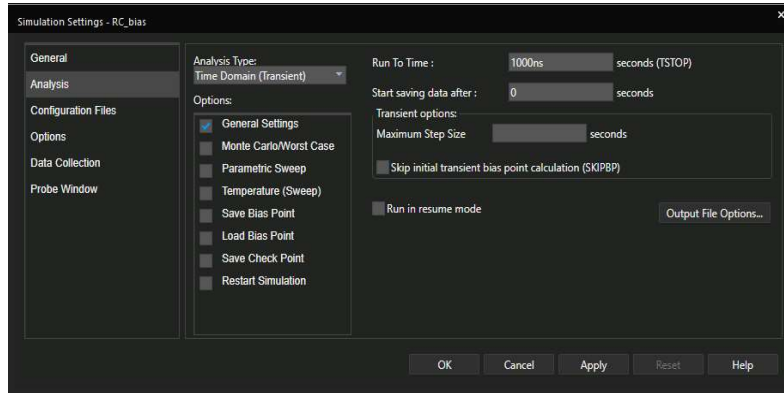 Simulation Settings - RC_bias
x
General
Analysis
Configuration Files
Options
Data Collection
Probe Window
Analysis Type:
Time Domain (Transient)
Options:
General Settings
Monte Carlo/Worst Case
Parametric Sweep
Temperature (Sweep)
Save Bias Point
Load Bias Point
Save Check Point
Restart Simulation
Run To Time : 1000ns seconds (TSTOP)
Start saving data after : 0 seconds
Transient options:
Maximum Step Size seconds
Skip initial transient bias point calculation (SKIPBP)
Run in resume mode
Output File Options...
OK Cancel Apply Reset Help